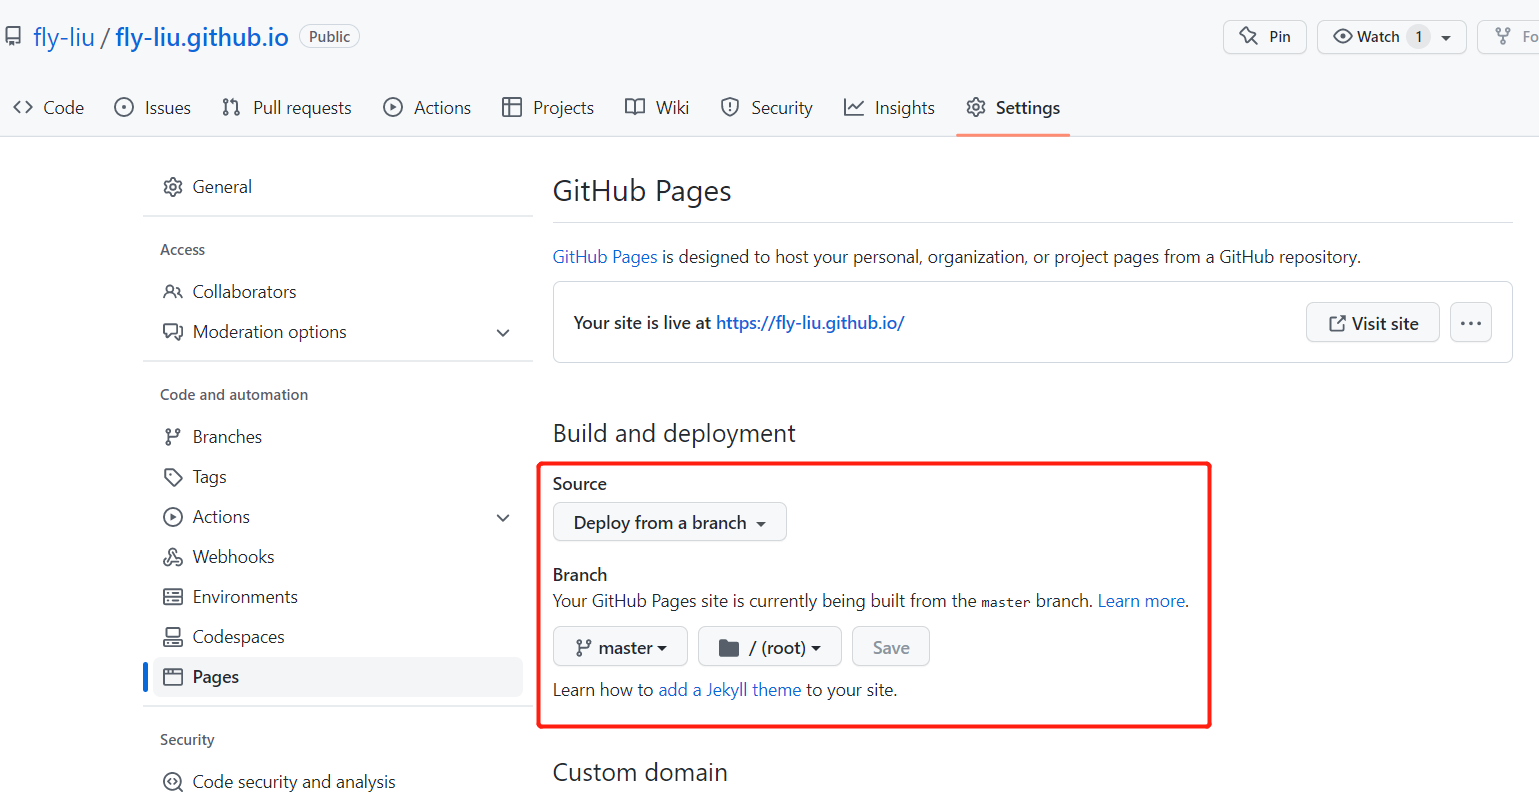 fly-liu / fly-liu.github.io Public Pin Watch 1 Fo
Code Issues Pull requests Actions Projects Wiki Security Insights Settings
General
Access
Collaborators
Moderation options
Code and automation
Branches
Tags
Actions
Webhooks
Environments
Codespaces
Pages
Security
Code security and analysis
GitHub Pages
GitHub Pages is designed to host your personal, organization, or project pages from a GitHub repository.
Your site is live at https://fly-liu.github.io/ Visit site ...
Build and deployment
Source
Deploy from a branch
Branch
Your GitHub Pages site is currently being built from the master branch. Learn more.
master / (root) Save
Learn how to add a Jekyll theme to your site.
Custom domain